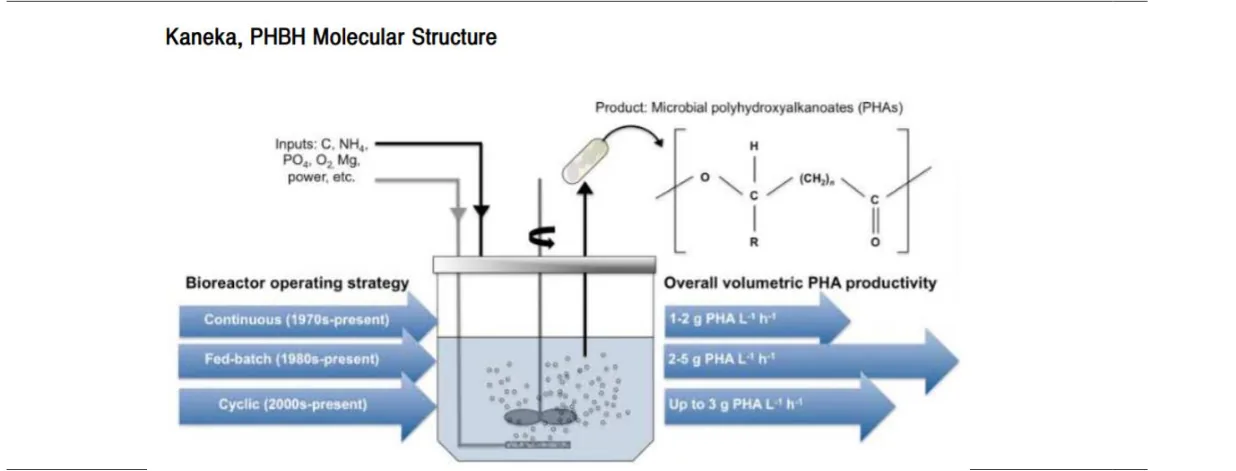 Kaneka, PHBH Molecular Structure
Product: Microbial polyhydroxyalkanoates (PHAs)
Inputs: C, NH₄,
PO₄, O₂, Mg,
power, etc.
H
O
(CH₂)ₙ
C
C
R
O
Bioreactor operating strategy
Continuous (1970s-present)
Fed-batch (1980s-present)
Cyclic (2000s-present)
Overall volumetric PHA productivity
1-2 g PHA L⁻¹ h⁻¹
2-5 g PHA L⁻¹ h⁻¹
Up to 3 g PHA L⁻¹ h⁻¹